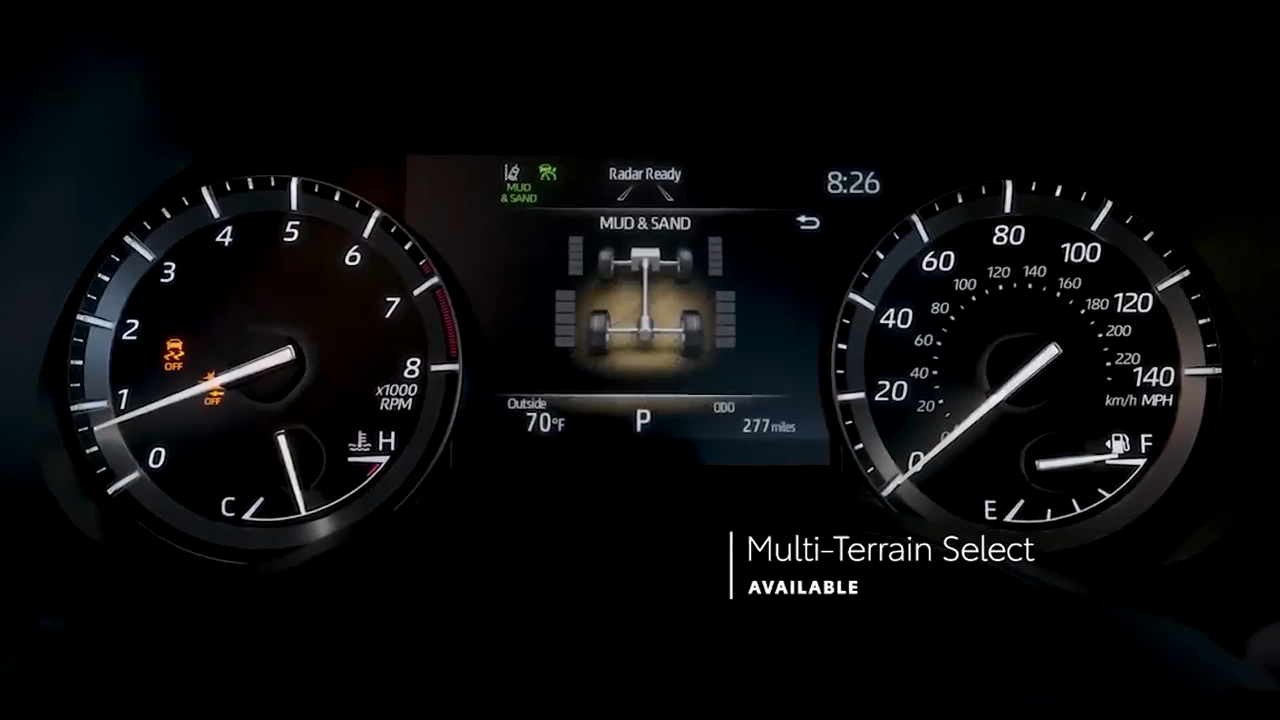 Radar Ready
8:26
MUD
& SAND
MUD & SAND
0
1
2
3
4
5
6
7
8
x1000
RPM
OFF
OFF
H
C
Outside
70°F
P
ODO
277 miles
0
20
40
60
80
100
120
140
km/h MPH
20
40
60
80
100
120
140
160
180
200
220
F
E
Multi-Terrain Select
AVAILABLE